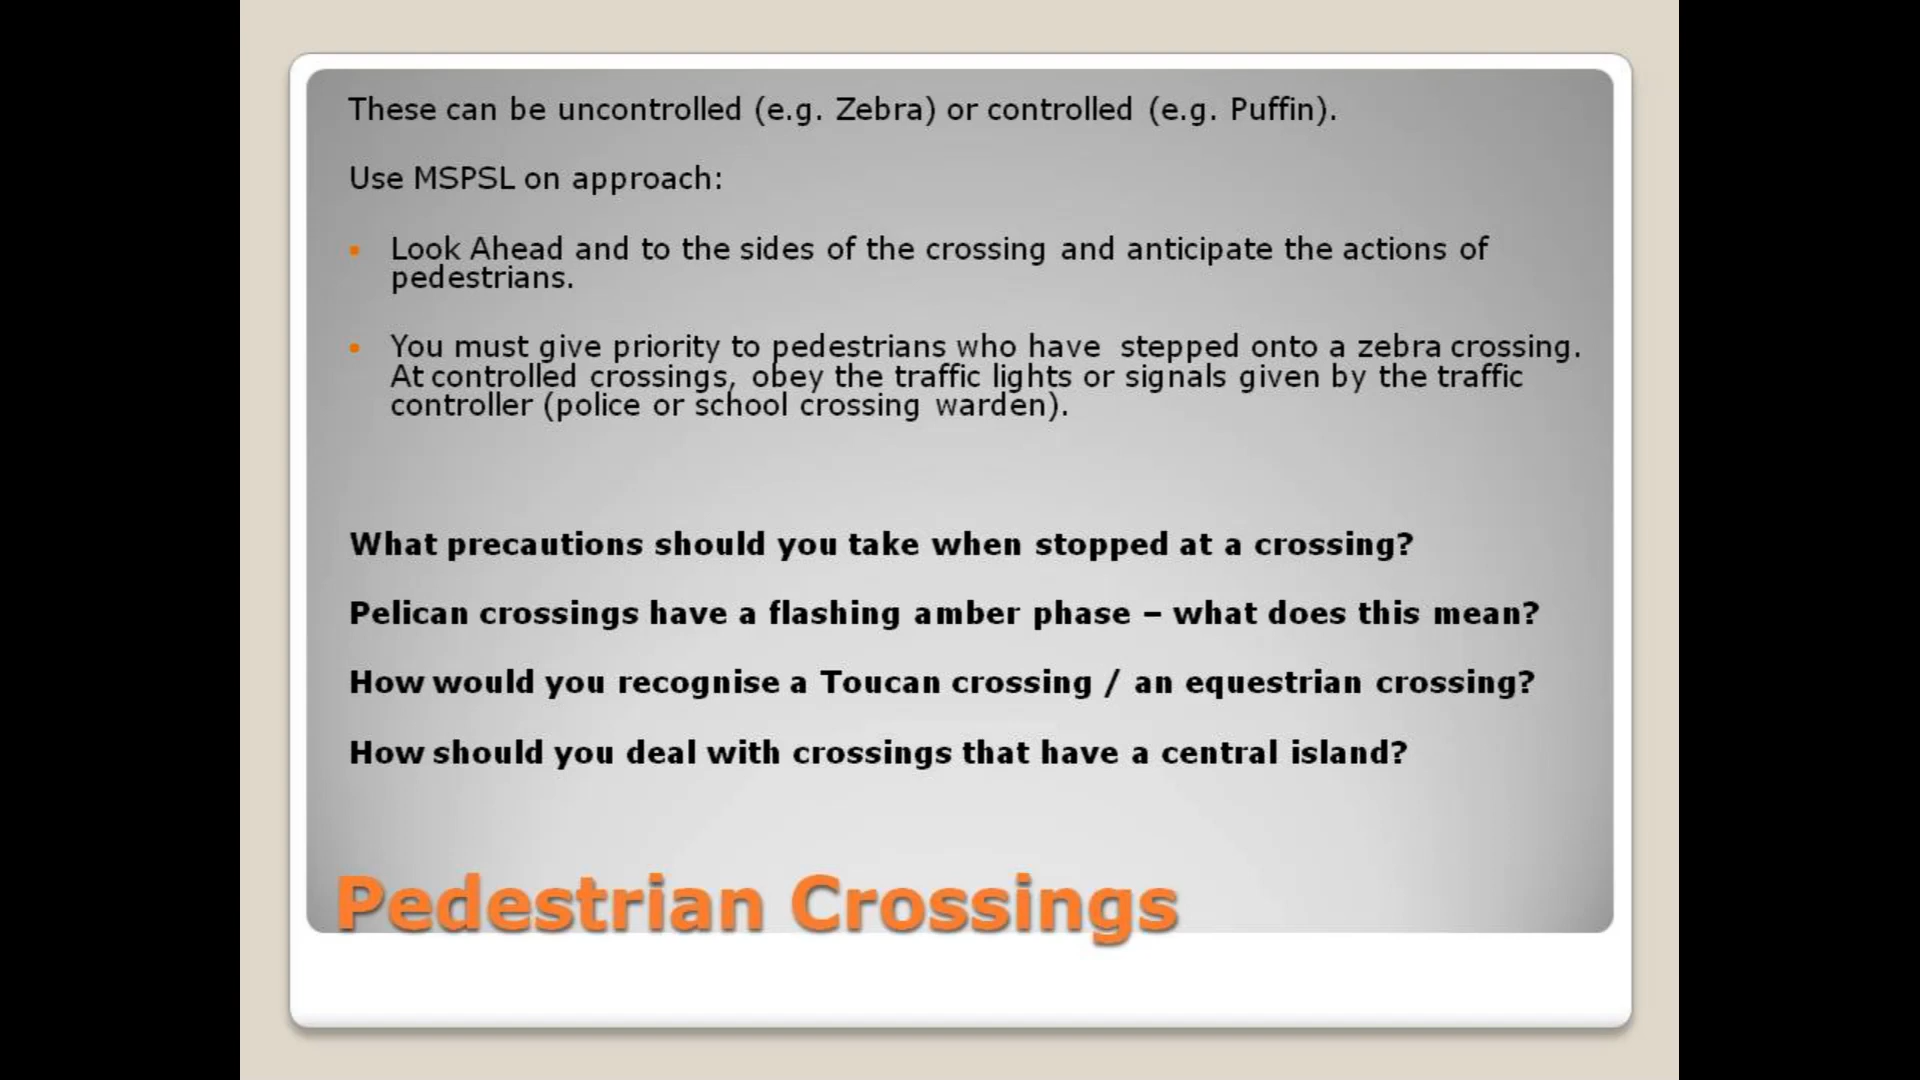 These can be uncontrolled (e.g. Zebra) or controlled (e.g. Puffin).
Use MSPSL on approach:
Look Ahead and to the sides of the crossing and anticipate the actions of
pedestrians.
You must give priority to pedestrians who have stepped onto a zebra crossing.
At controlled crossings, obey the traffic lights or signals given by the traffic
controller (police or school crossing warden).
What precautions should you take when stopped at a crossing?
Pelican crossings have a flashing amber phase – what does this mean?
How would you recognise a Toucan crossing / an equestrian crossing?
How should you deal with crossings that have a central island?
Pedestrian Crossings